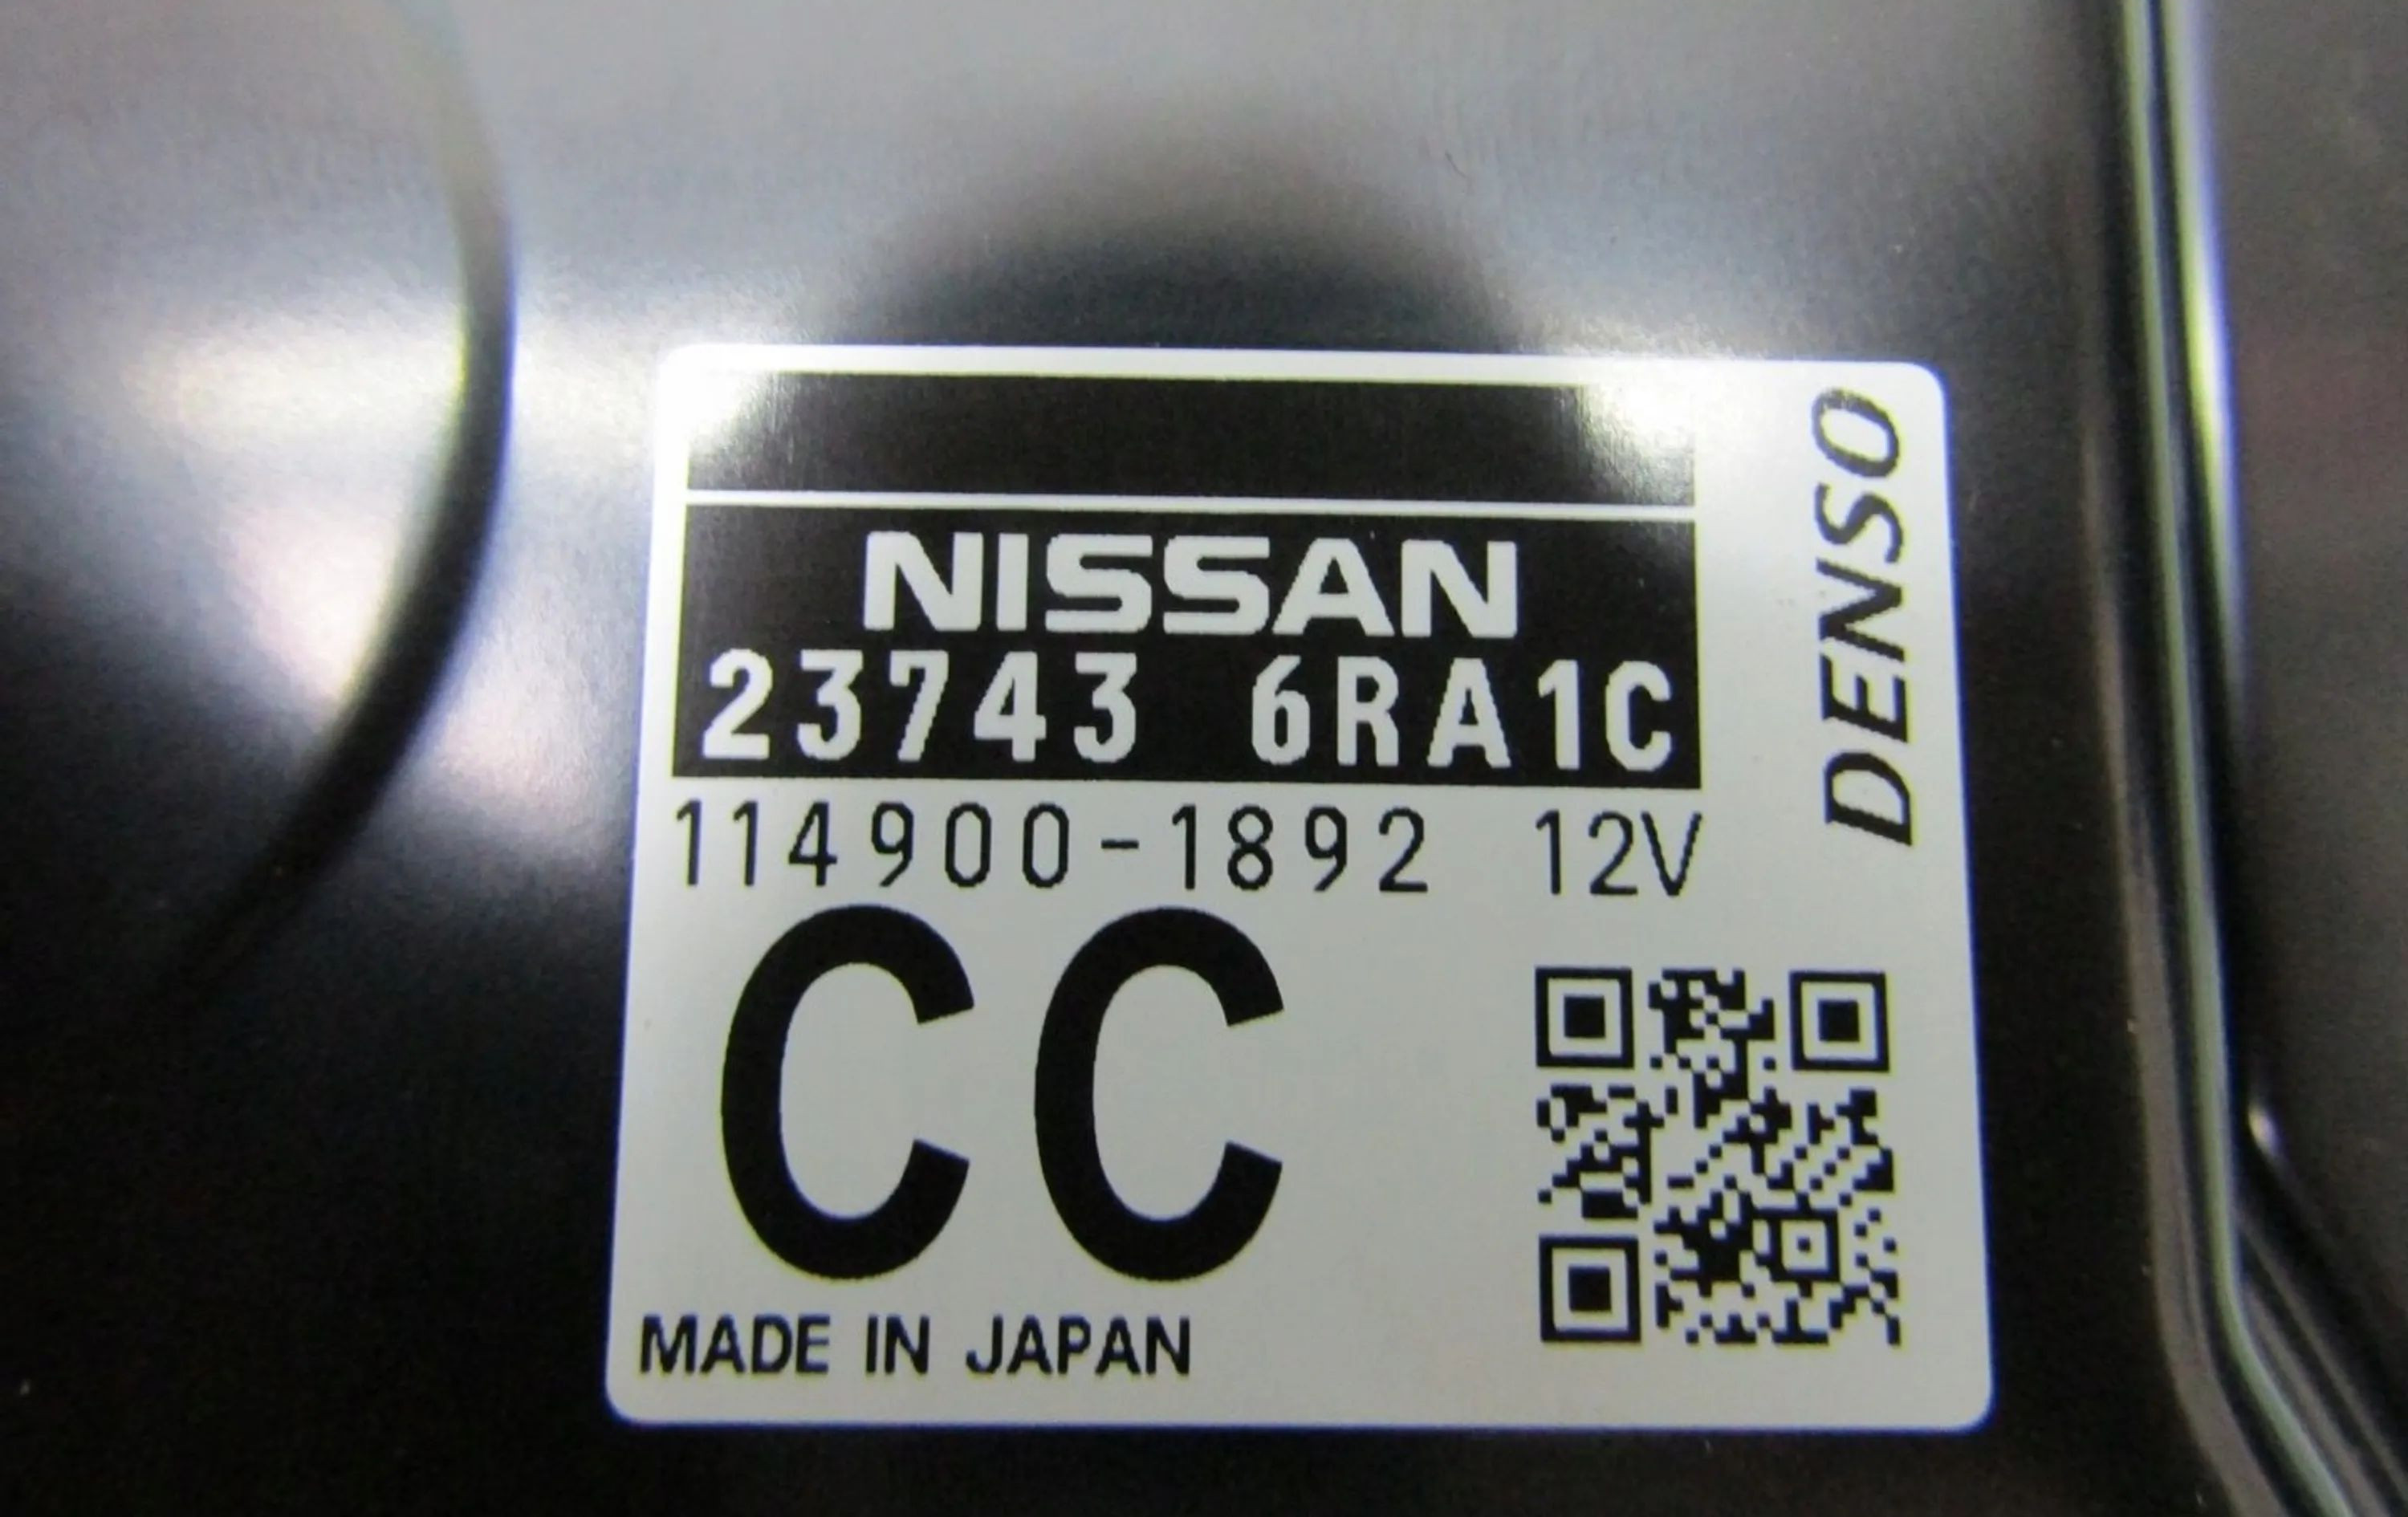 NISSAN
23743 6RA1C
114900-1892 12V
CC
MADE IN JAPAN
DENSO